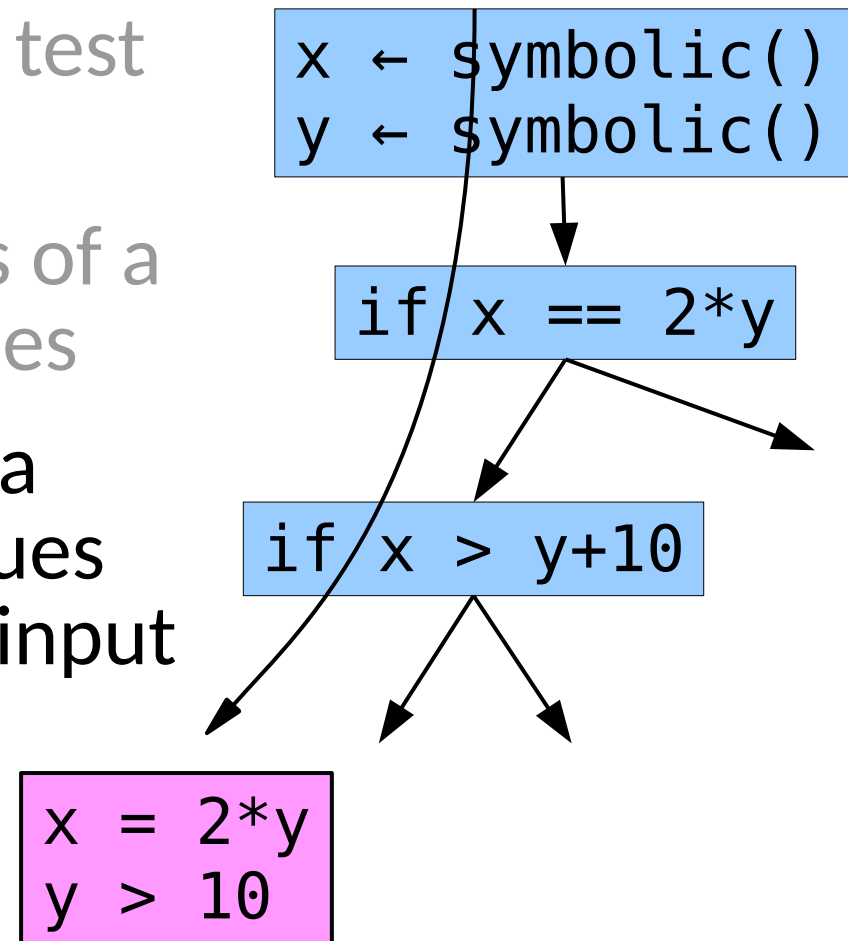 test
s of a
es
a
ues
input
x ← symbolic()
y ← symbolic()
if x == 2*y
if x > y+10
x = 2*y
y > 10